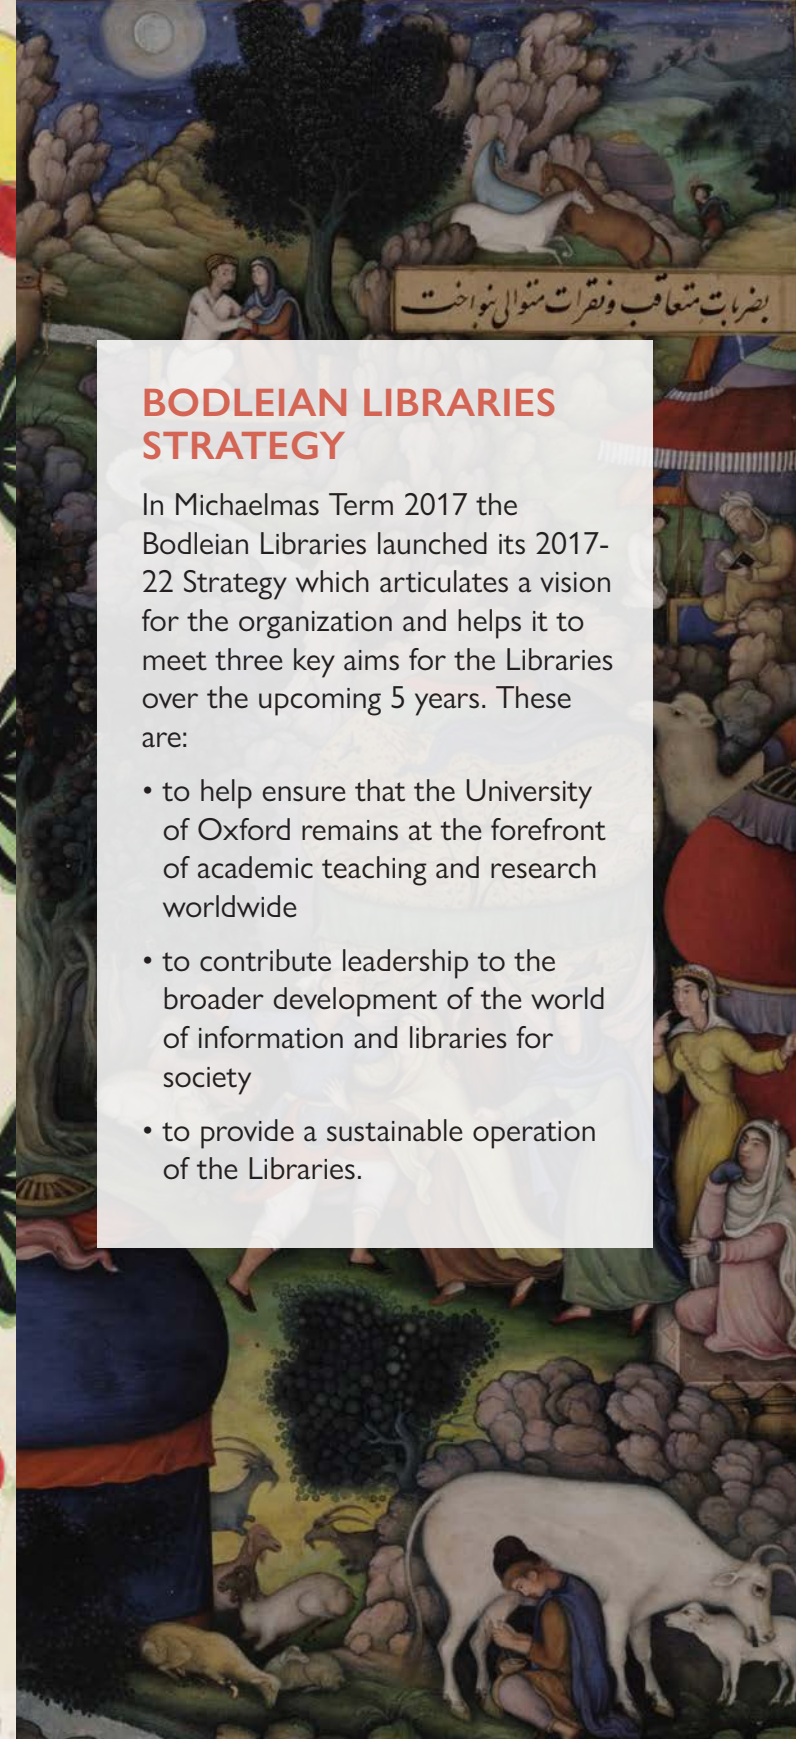 بضربات متعاقب ونقرات متوالی بنواخت
BODLEIAN LIBRARIES
STRATEGY
In Michaelmas Term 2017 the
Bodleian Libraries launched its 2017-
22 Strategy which articulates a vision
for the organization and helps it to
meet three key aims for the Libraries
over the upcoming 5 years. These
are:
• to help ensure that the University
of Oxford remains at the forefront
of academic teaching and research
worldwide
• to contribute leadership to the
broader development of the world
of information and libraries for
society
• to provide a sustainable operation
of the Libraries.